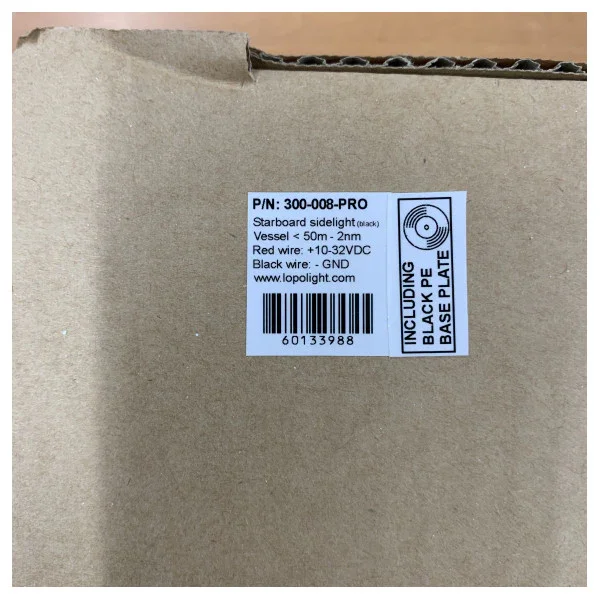 P/N: 300-008-PRO
Starboard sidelight (black)
Vessel < 50m - 2nm
Red wire: +10-32VDC
Black wire: - GND
www.lopolight.com
60133988
INCLUDING
BLACK PE
BASE PLATE